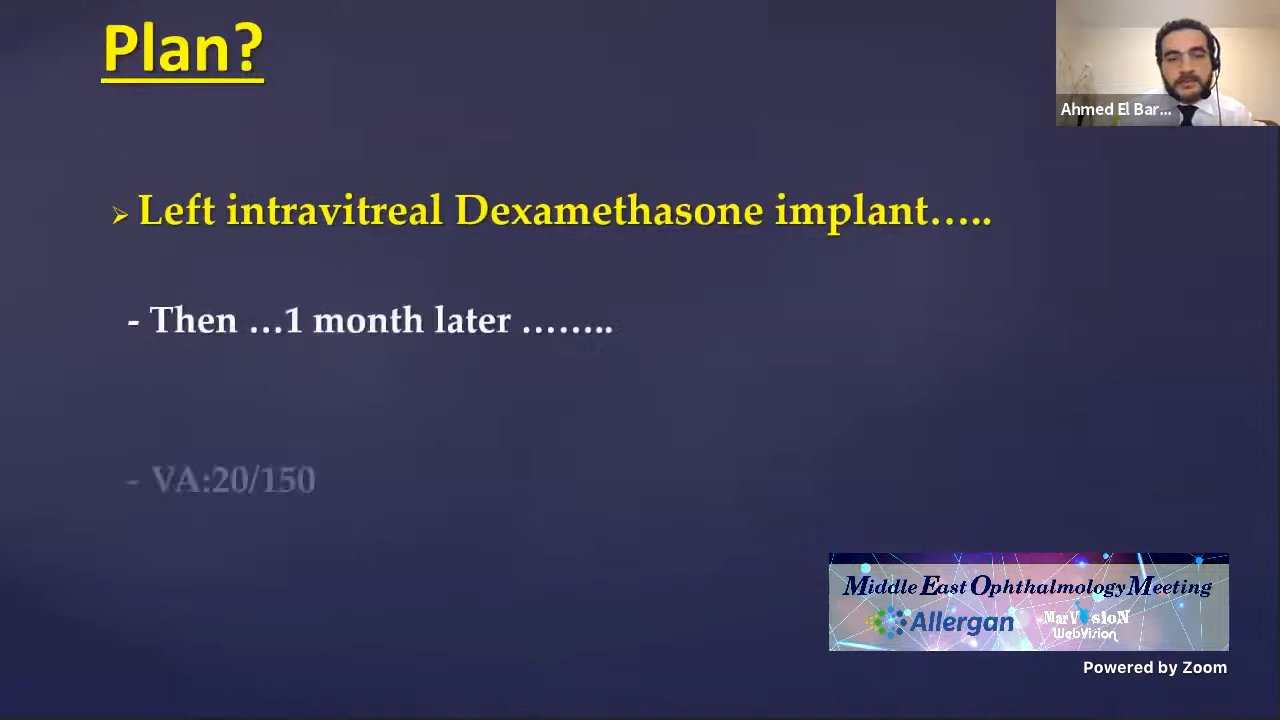 Plan?
Ahmed El Bar...
➢ Left intravitreal Dexamethasone implant…..
- Then …1 month later ……..
- VA:20/150
Middle East Ophthalmology Meeting
Allergan
MarVision
WebVision
Powered by Zoom